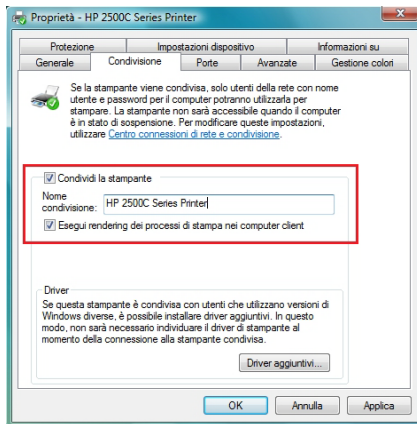 Proprietà - HP 2500C Series Printer
Protezione Impostazioni dispositivo Informazioni su
Generale Condivisione Porte Avanzate Gestione colori
Se la stampante viene condivisa, solo utenti della rete con nome
utente e password per il computer potranno utilizzarla per
stampare. La stampante non sarà accessibile quando il computer
è in stato di sospensione. Per modificare queste impostazioni,
utilizzare Centro connessioni di rete e condivisione.
Condividi la stampante
Nome
condivisione: HP 2500C Series Printer
Esegui rendering dei processi di stampa nei computer client
Driver
Se questa stampante è condivisa con utenti che utilizzano versioni di
Windows diverse, è possibile installare driver aggiuntivi. In questo
modo, non sarà necessario individuare il driver di stampante al
momento della connessione alla stampante condivisa.
Driver aggiuntivi...
OK Annulla Applica